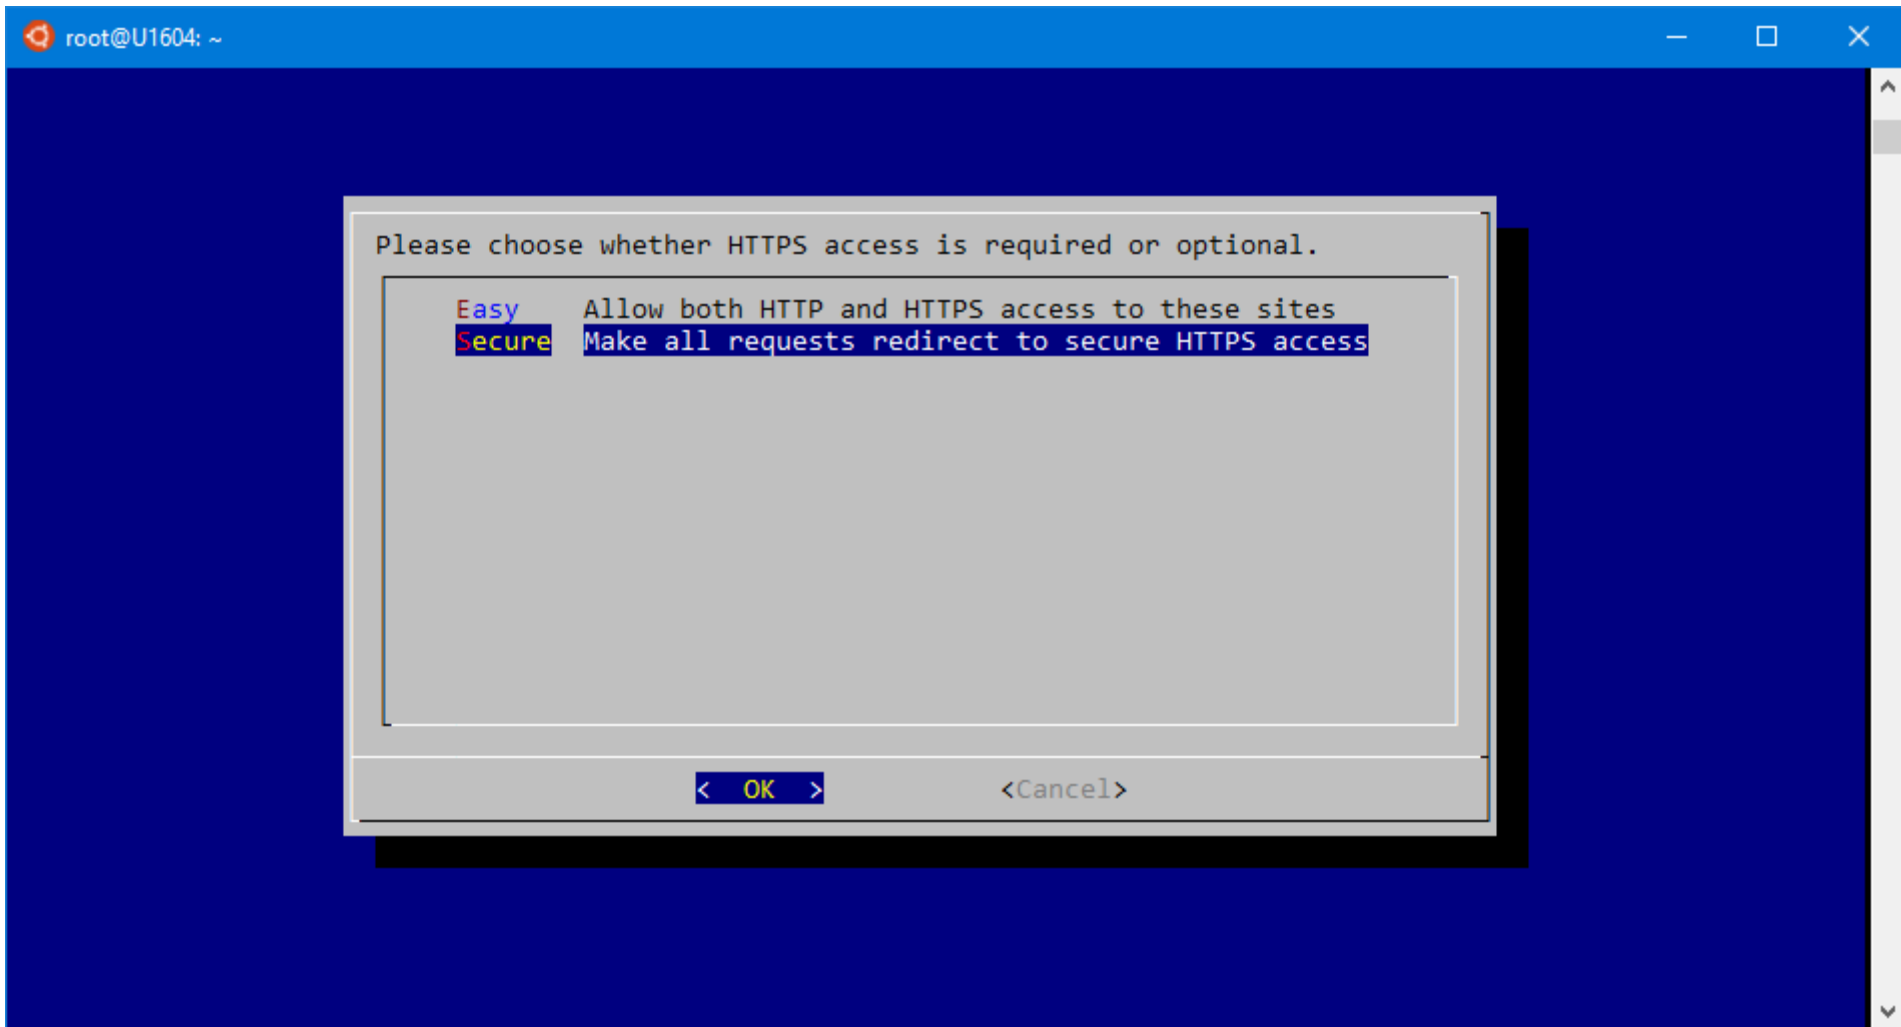 root@U1604: ~
Please choose whether HTTPS access is required or optional.
Easy Allow both HTTP and HTTPS access to these sites
Secure Make all requests redirect to secure HTTPS access
< OK > <Cancel>